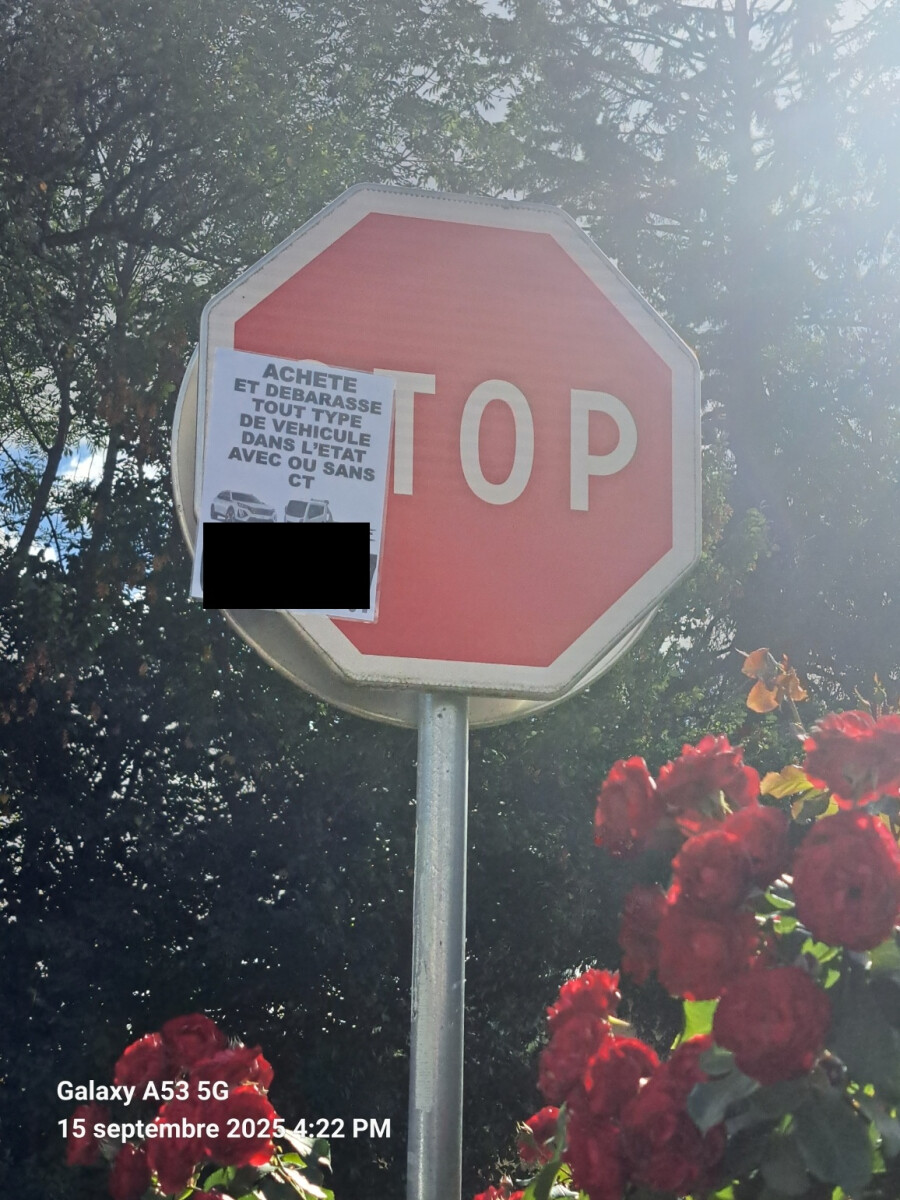 ACHETE
ET DEBARASSE
TOUT TYPE
DE VEHICULE
DANS L'ETAT
AVEC OU SANS
CT
TOP
Galaxy A53 5G
15 septembre 2025 4:22 PM